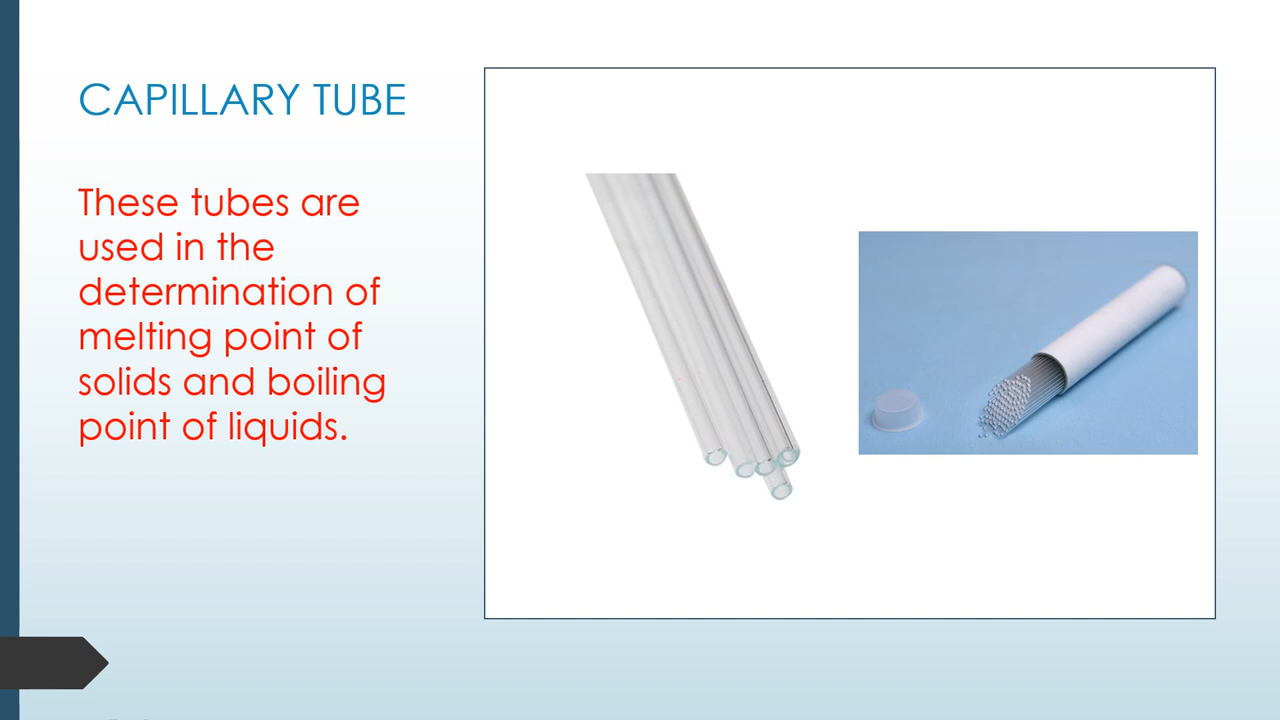 CAPILLARY TUBE
These tubes are
used in the
determination of
melting point of
solids and boiling
point of liquids.